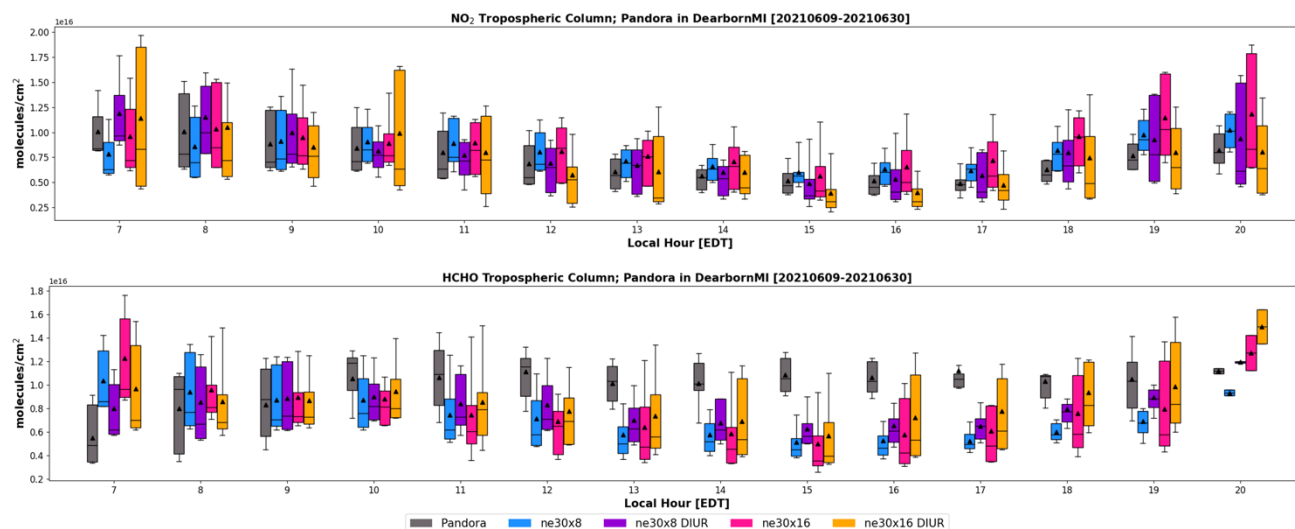 NO₂ Tropospheric Column; Pandora in DearbornMI [20210609-20210630]
1e16
molecules/cm²
2.00
1.75
1.50
1.25
1.00
0.75
0.50
0.25
7 8 9 10 11 12 13 14 15 16 17 18 19 20
Local Hour [EDT]
HCHO Tropospheric Column; Pandora in DearbornMI [20210609-20210630]
1e16
molecules/cm²
1.8
1.6
1.4
1.2
1.0
0.8
0.6
0.4
0.2
7 8 9 10 11 12 13 14 15 16 17 18 19 20
Local Hour [EDT]
Pandora ne30x8 ne30x8 DIUR ne30x16 ne30x16 DIUR